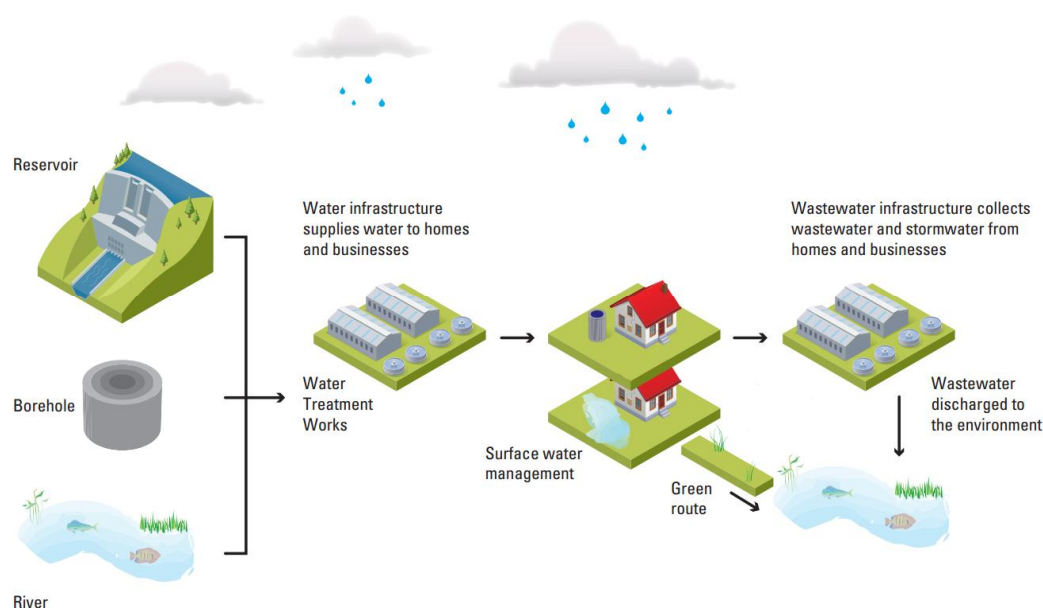 Reservoir
Water infrastructure
supplies water to homes
and businesses
Wastewater infrastructure collects
wastewater and stormwater from
homes and businesses
Borehole
Water
Treatment
Works
Wastewater
discharged to
the environment
Surface water
management
Green
route
River